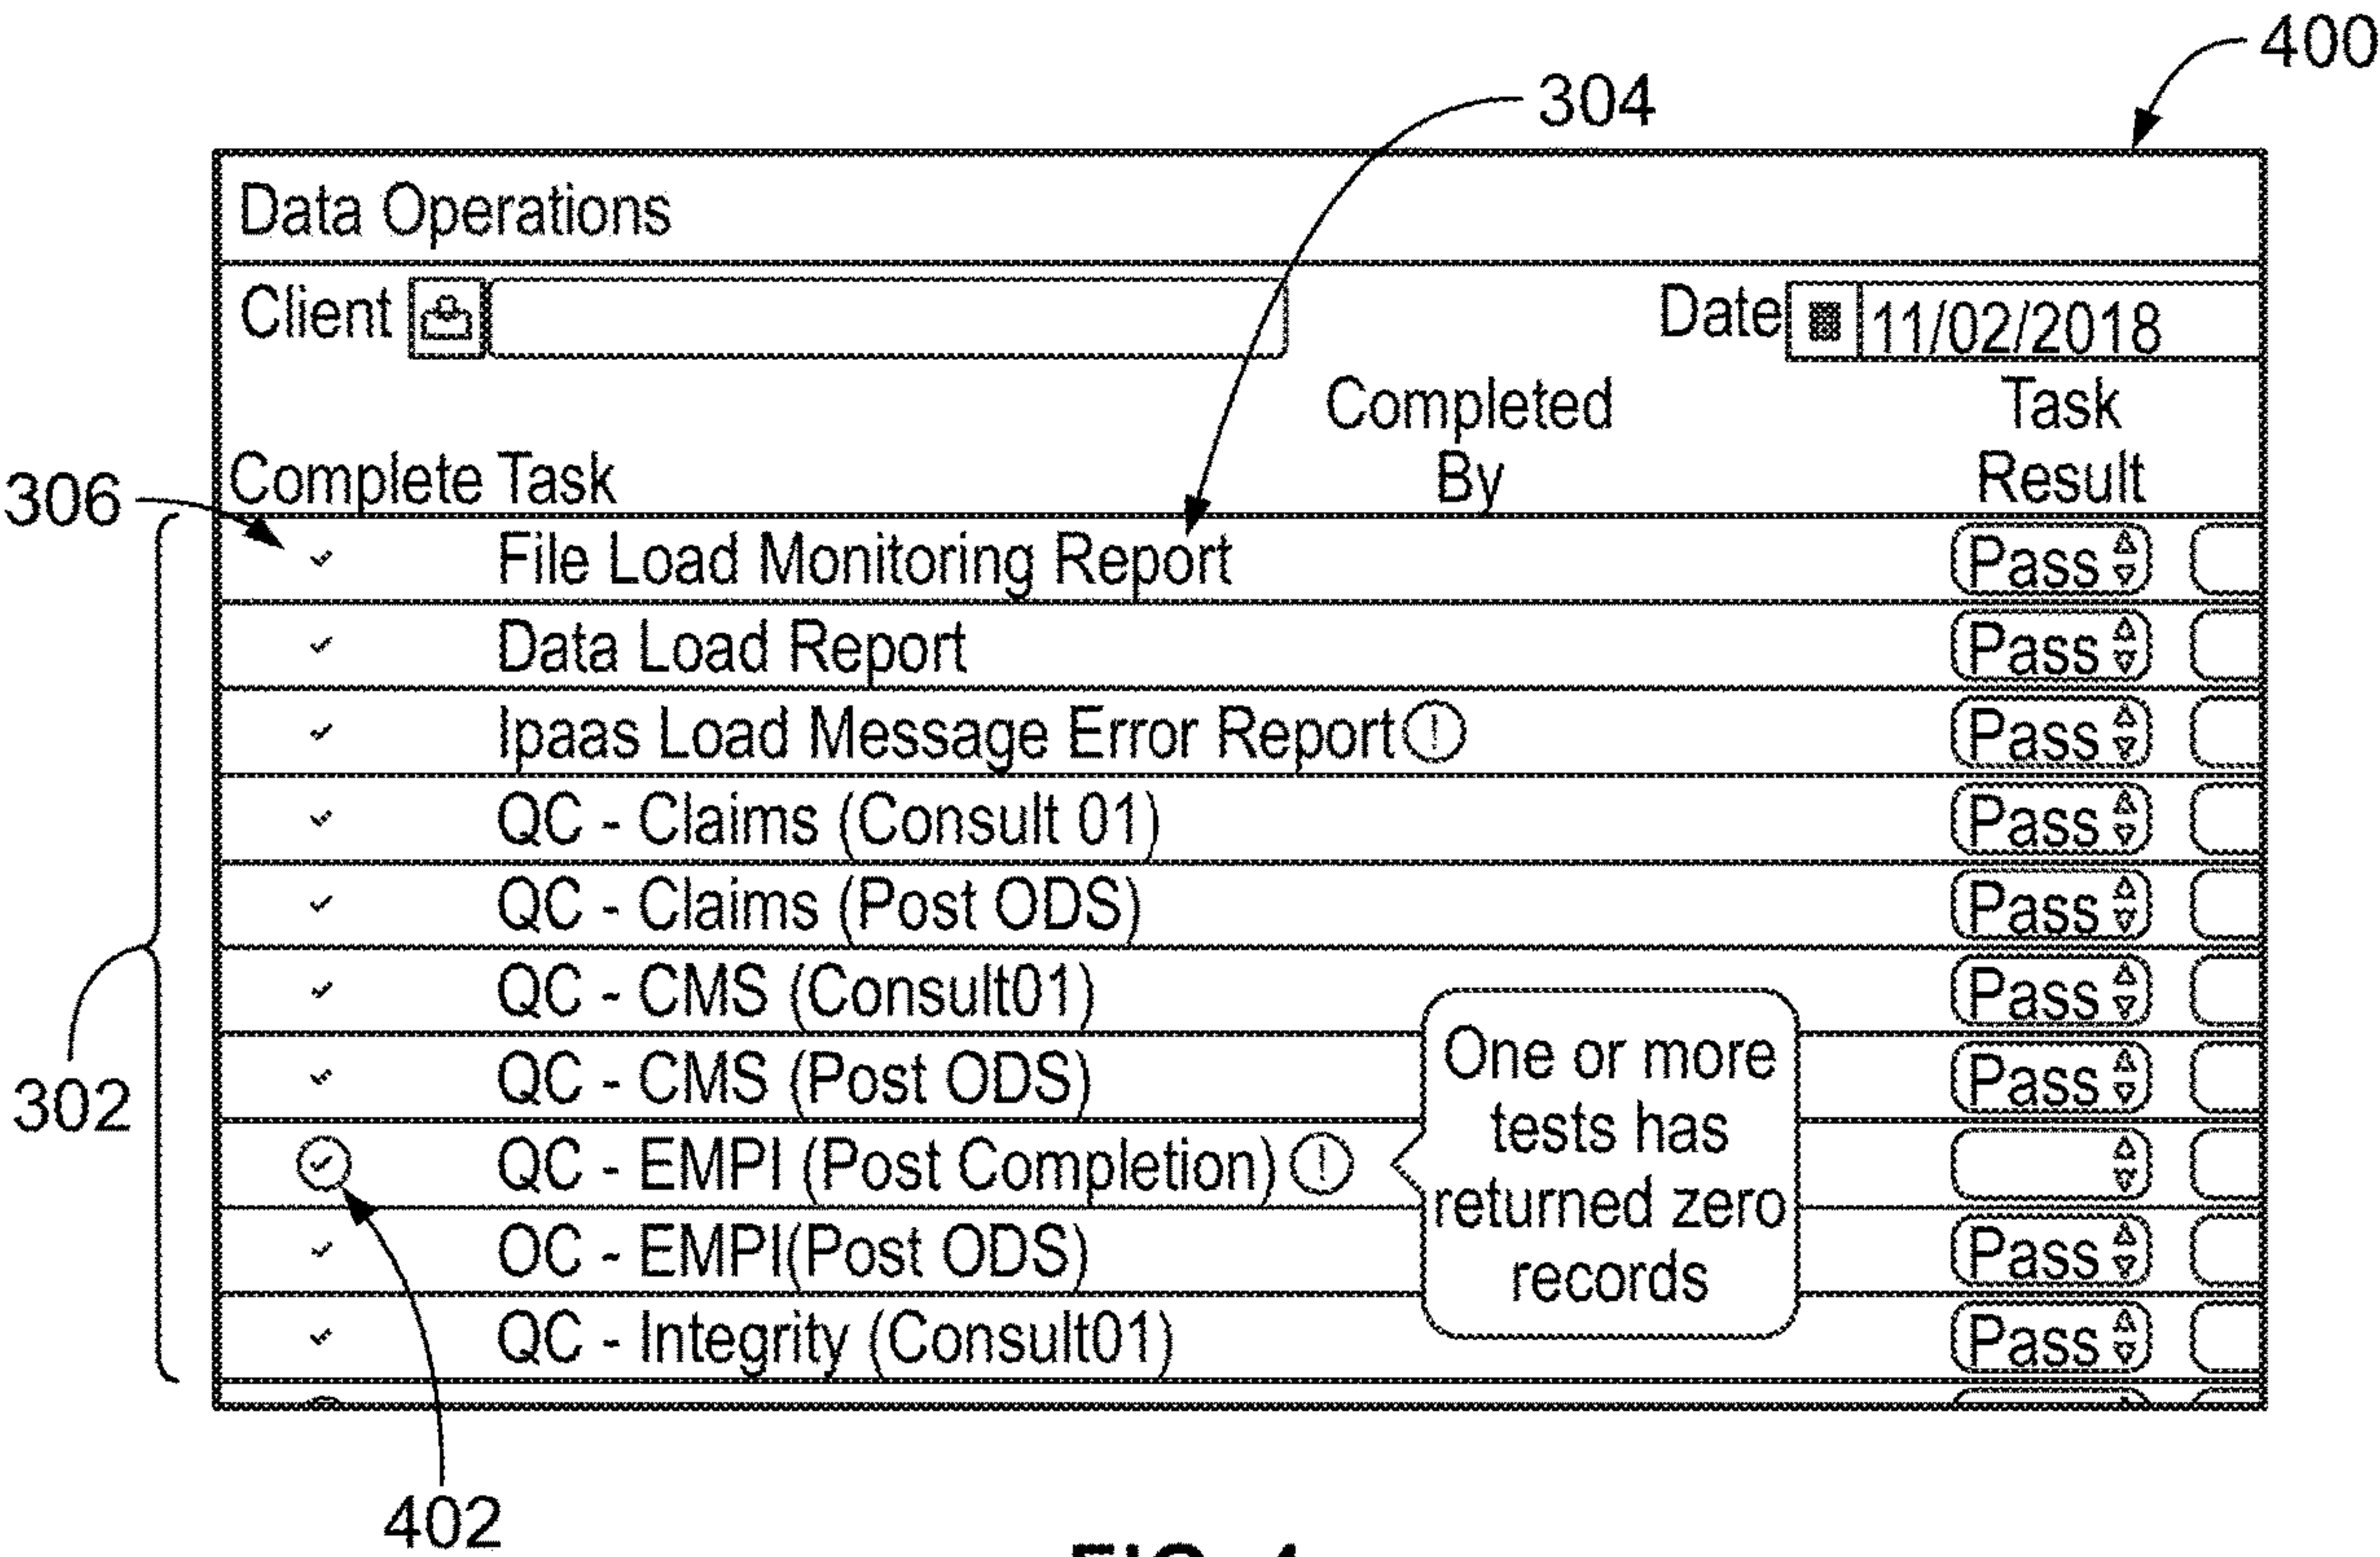 400
304
Data Operations
Client Date 11/02/2018
Completed Task
306 Complete Task By Result
File Load Monitoring Report Pass
Data Load Report Pass
Ipaas Load Message Error Report ! Pass
QC - Claims (Consult 01) Pass
QC - Claims (Post ODS) Pass
QC - CMS (Consult01) Pass
302 QC - CMS (Post ODS) Pass
QC - EMPI (Post Completion) !
OC - EMPI(Post ODS) Pass
QC - Integrity (Consult01) Pass
One or more
tests has
returned zero
records
402
FIG. 4